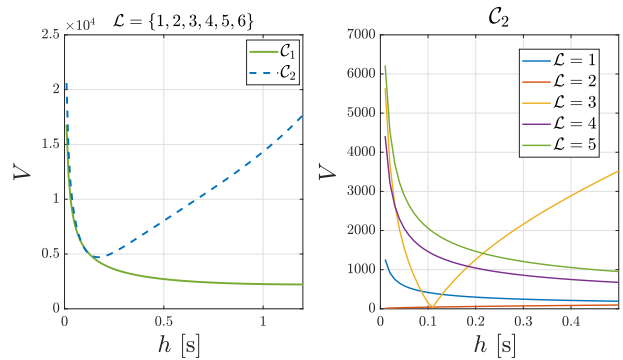 ×10⁴ ℒ = {1, 2, 3, 4, 5, 6}
2.5
2
1.5
1
0.5
0
V
0 0.5 1
h [s]
𝒞₁
𝒞₂
𝒞₂
7000
6000
5000
4000
3000
2000
1000
0
V
0 0.1 0.2 0.3 0.4
h [s]
ℒ = 1
ℒ = 2
ℒ = 3
ℒ = 4
ℒ = 5